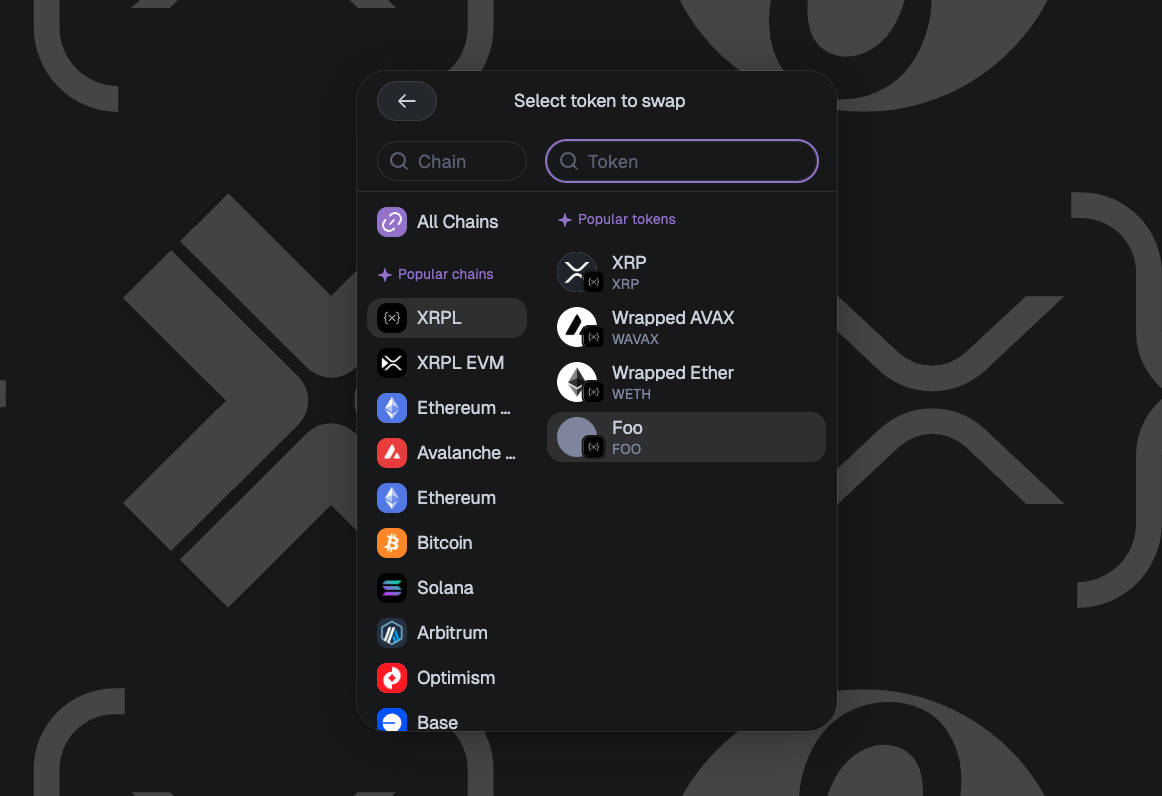 Select token to swap
Chain
Token
All Chains
Popular chains
XRPL
XRPL EVM
Ethereum ...
Avalanche ...
Ethereum
Bitcoin
Solana
Arbitrum
Optimism
Base
Popular tokens
XRP
XRP
Wrapped AVAX
WAVAX
Wrapped Ether
WETH
Foo
FOO